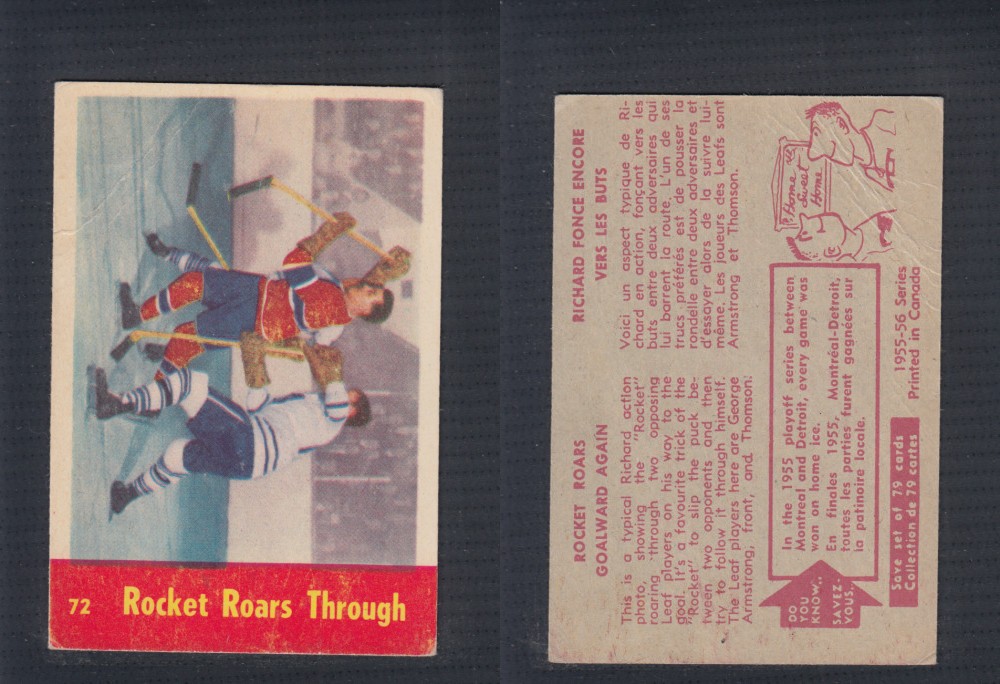 72 Rocket Roars Through
ROCKET ROARS
GOALWARD AGAIN
This is a typical Richard action
photo, showing the "Rocket"
roaring through two opposing
Leaf players on his way to the
goal. It's a favourite trick of the
"Rocket" to slip the puck be-
tween two opponents and then
try to follow it through himself.
The Leaf players here are George
Armstrong, front, and Thomson.
RICHARD FONCE ENCORE
VERS LES BUTS
Voici un aspect typique de Ri-
chard en action, fonçant vers les
buts entre deux adversaires qui
lui barrent la route. L'un de ses
trucs préférés est de pousser la
rondelle entre deux adversaires et
d'essayer alors de la suivre lui-
même. Les joueurs des Leafs sont
Armstrong et Thomson.
DO
YOU
KNOW..
SAVEZ-
VOUS.
In the 1955 playoff series between
Montreal and Detroit, every game was
won on home ice.
En finales 1955, Montréal-Detroit,
toutes les parties furent gagnées sur
la patinoire locale.
Home
Sweet
Home
Save set of 79 cards
Collection de 79 cartes
1955-56 Series
Printed in Canada